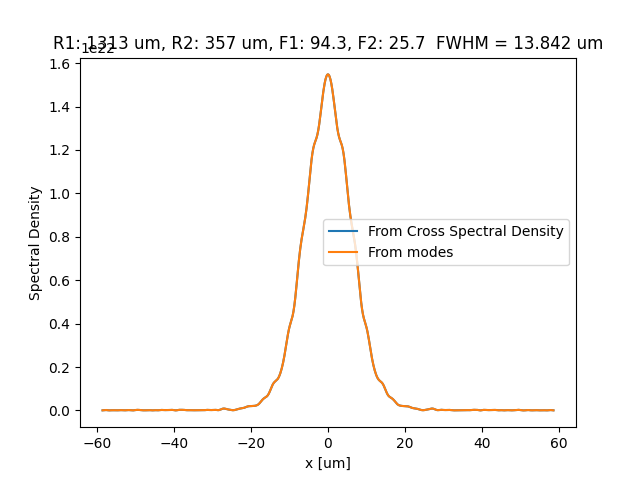 R1: 1313 um, R2: 357 um, F1: 94.3, F2: 25.7  FWHM = 13.842 um
1e22
1.6
1.4
1.2
1.0
0.8
0.6
0.4
0.2
0.0
Spectral Density
From Cross Spectral Density
From modes
−60
−40
−20
0
20
40
60
x [um]